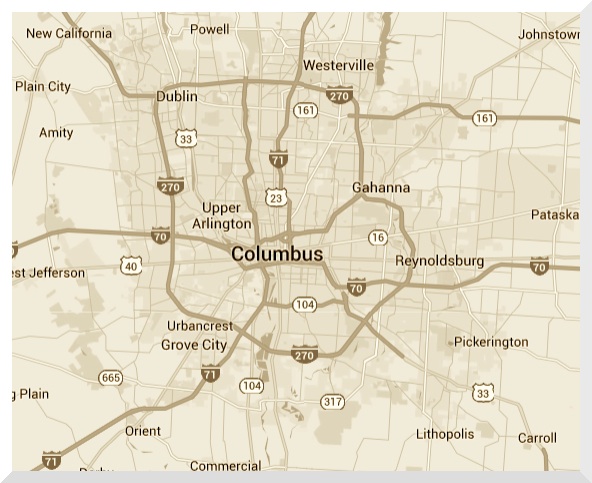 Powell
New California
Johnstown
Westerville
Plain City
Dublin
270
161
161
Amity
33
71
270
Gahanna
23
Upper
Arlington
Pataska
70
16
Columbus
Reynoldsburg
40
70
est Jefferson
70
104
Urbancrest
Grove City
Pickerington
270
71
665
104
33
g Plain
317
Orient
Lithopolis
Carroll
71
Commercial